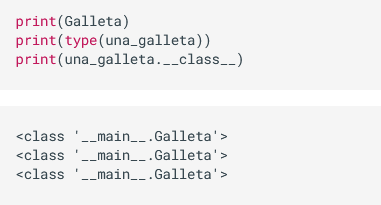 print(Galleta)
print(type(una_galleta))
print(una_galleta.__class__)
<class '__main__.Galleta'>
<class '__main__.Galleta'>
<class '__main__.Galleta'>